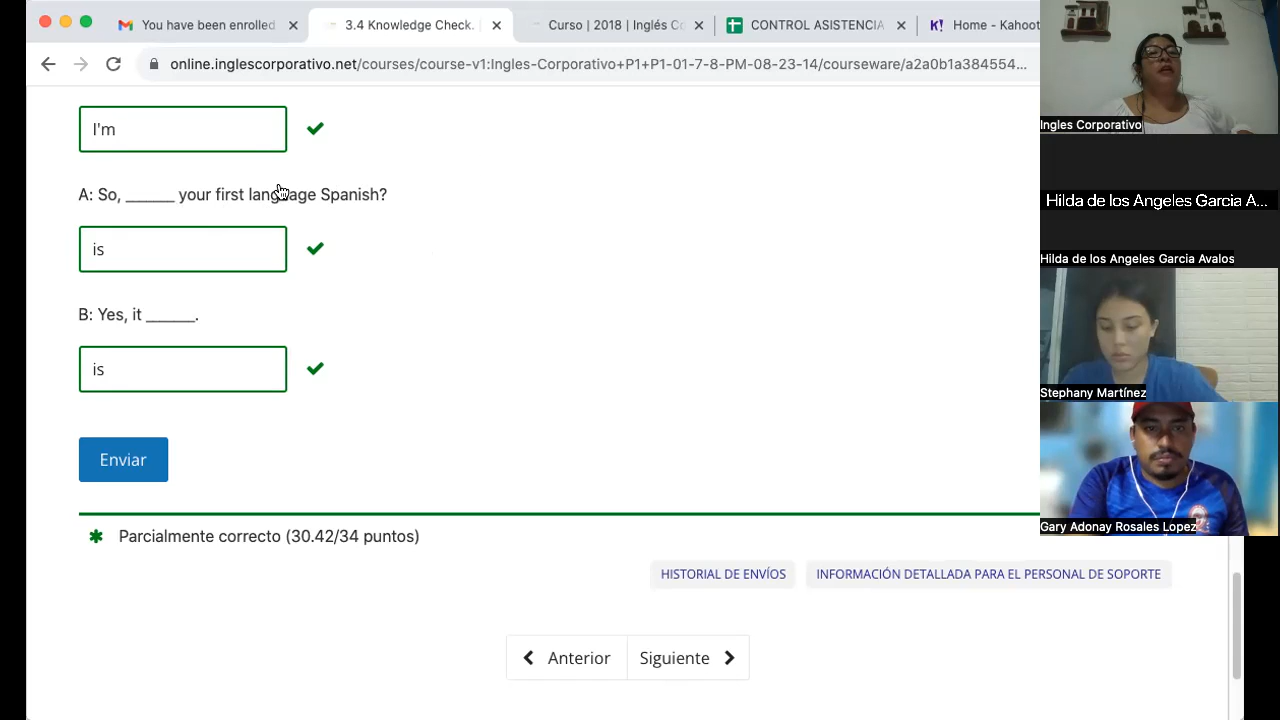 You have been enrolled
3.4 Knowledge Check.
Curso | 2018 | Inglés Co
CONTROL ASISTENCIA
K! Home - Kahoot
online.inglescorporativo.net/courses/course-v1:Ingles-Corporativo+P1+P1-01-7-8-PM-08-23-14/courseware/a2a0b1a384554...
I'm
A: So, ______ your first language Spanish?
is
B: Yes, it ______.
is
Enviar
Parcialmente correcto (30.42/34 puntos)
HISTORIAL DE ENVÍOS
INFORMACIÓN DETALLADA PARA EL PERSONAL DE SOPORTE
Anterior
Siguiente
Ingles Corporativo
Hilda de los Angeles Garcia A...
Hilda de los Angeles Garcia Avalos
Stephany Martínez
Gary Adonay Rosales Lopez